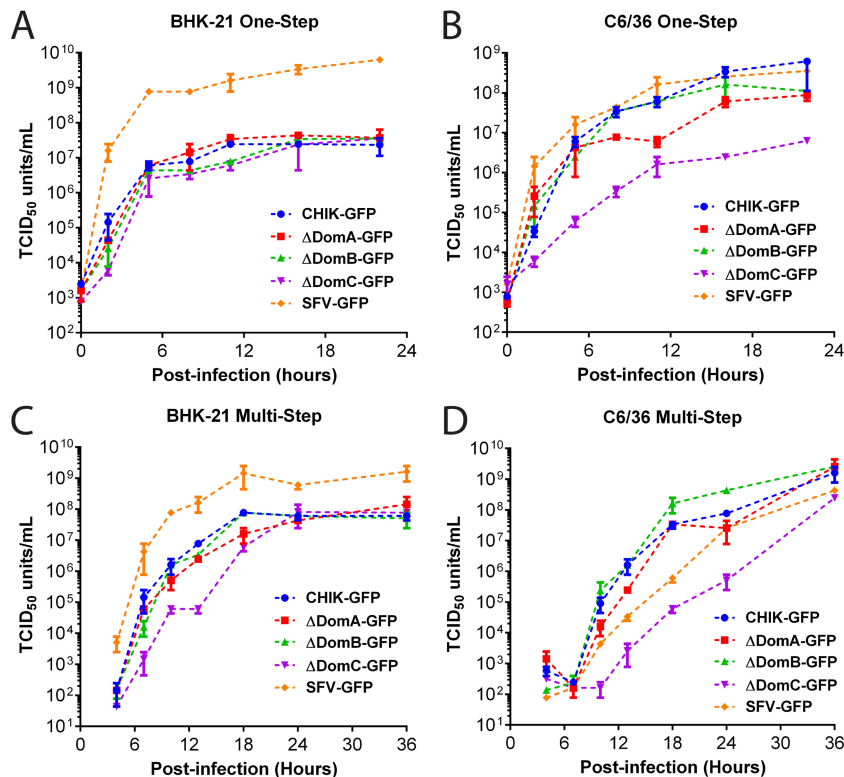 A
BHK-21 One-Step
TCID50 units/mL
10^10
10^9
10^8
10^7
10^6
10^5
10^4
10^3
10^2
CHIK-GFP
ΔDomA-GFP
ΔDomB-GFP
ΔDomC-GFP
SFV-GFP
0 6 12 18 24
Post-infection (hours)
B
C6/36 One-Step
TCID50 units/mL
10^9
10^8
10^7
10^6
10^5
10^4
10^3
10^2
CHIK-GFP
ΔDomA-GFP
ΔDomB-GFP
ΔDomC-GFP
SFV-GFP
0 6 12 18 24
Post-infection (Hours)
C
BHK-21 Multi-Step
TCID50 units/mL
10^10
10^9
10^8
10^7
10^6
10^5
10^4
10^3
10^2
10^1
CHIK-GFP
ΔDomA-GFP
ΔDomB-GFP
ΔDomC-GFP
SFV-GFP
0 6 12 18 24 30 36
Post-infection (Hours)
D
C6/36 Multi-Step
TCID50 units/mL
10^10
10^9
10^8
10^7
10^6
10^5
10^4
10^3
10^2
10^1
CHIK-GFP
ΔDomA-GFP
ΔDomB-GFP
ΔDomC-GFP
SFV-GFP
0 6 12 18 24 30 36
Post-infection (Hours)